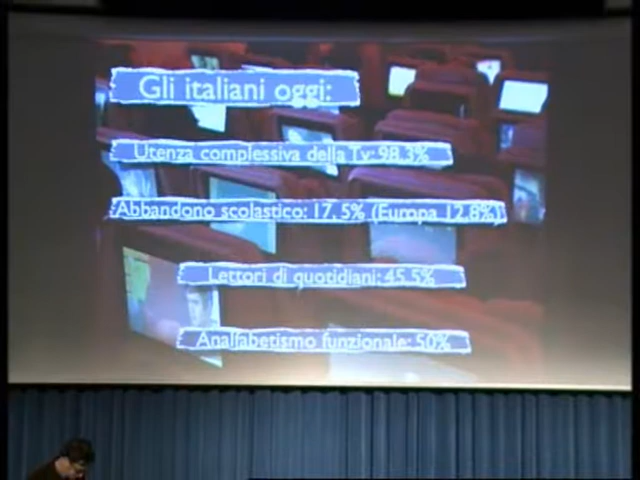 Gli italiani oggi:
Utenza complessiva della Tv: 98.3%
Abbandono scolastico: 17,5% (Europa 12,8%)
Lettori di quotidiani: 45.5%
Analfabetismo funzionale: 50%